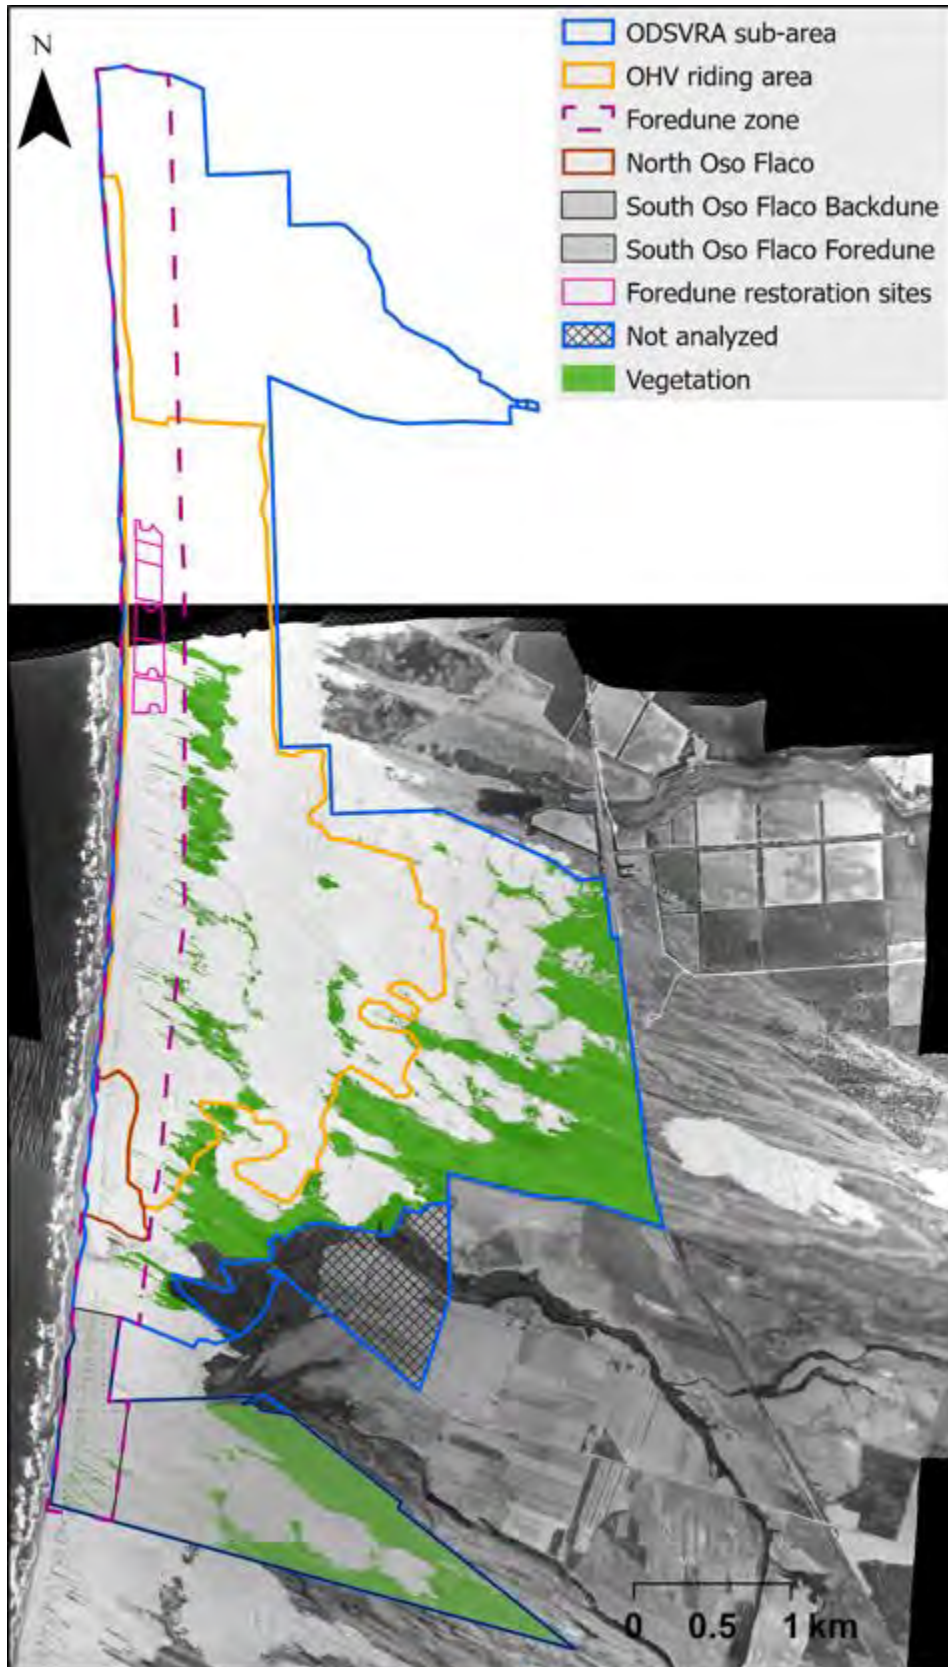 N
ODSVRA sub-area
OHV riding area
Foredune zone
North Oso Flaco
South Oso Flaco Backdune
South Oso Flaco Foredune
Foredune restoration sites
Not analyzed
Vegetation
0 0.5 1 km